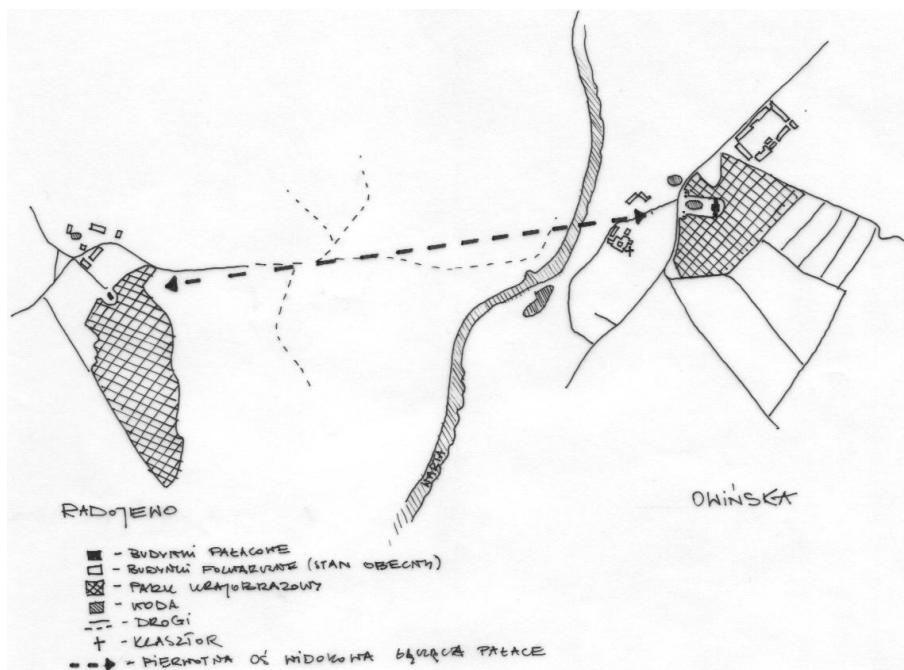 WARTA
RADOJEWO
OWIŃSKA
- BUDYNKI PAŁACOWE
- BUDYNKI FOLWARCZNE (STAN OBECNY)
- PARK KRAJOBRAZOWY
- WODA
- DROGI
- KLASZTOR
- PIERWOTNA OŚ WIDOKOWA ŁĄCZĄCA PAŁACE